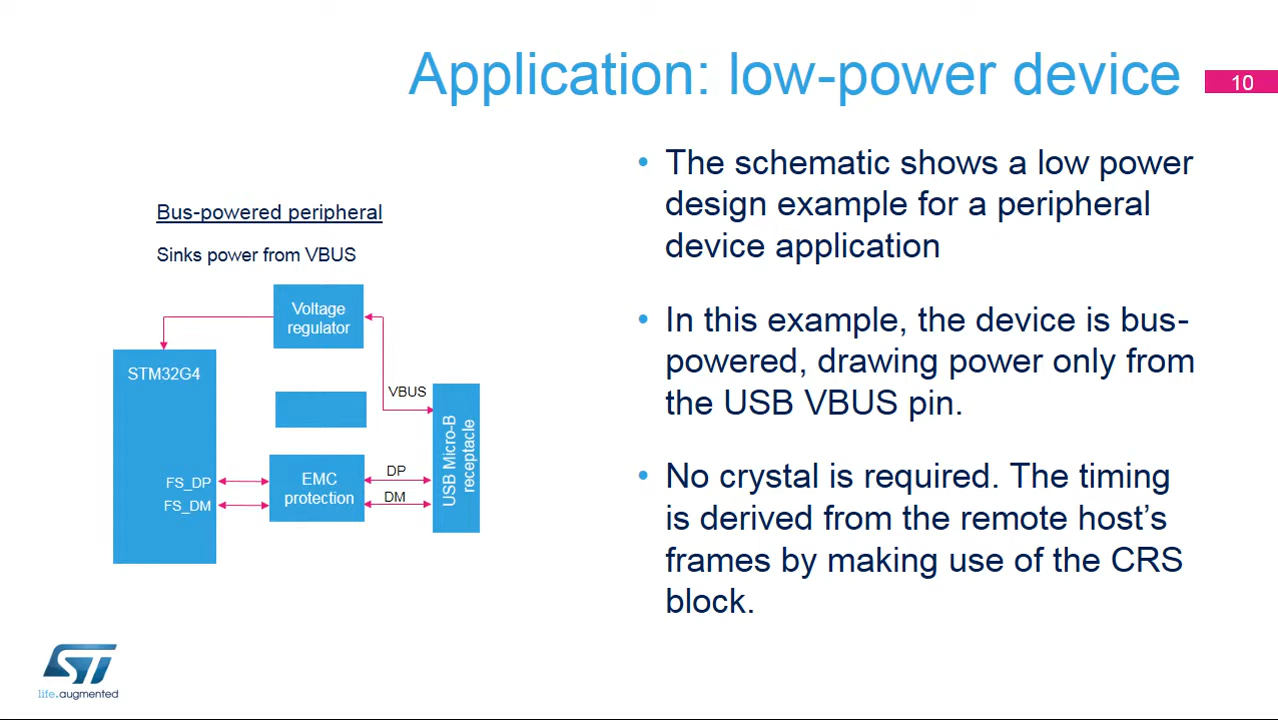 Application: low-power device
10
Bus-powered peripheral
Sinks power from VBUS
Voltage
regulator
STM32G4
VBUS
USB Micro-B
receptacle
FS_DP
FS_DM
EMC
protection
DP
DM
• The schematic shows a low power
design example for a peripheral
device application
• In this example, the device is bus-
powered, drawing power only from
the USB VBUS pin.
• No crystal is required. The timing
is derived from the remote host’s
frames by making use of the CRS
block.
ST
life.augmented